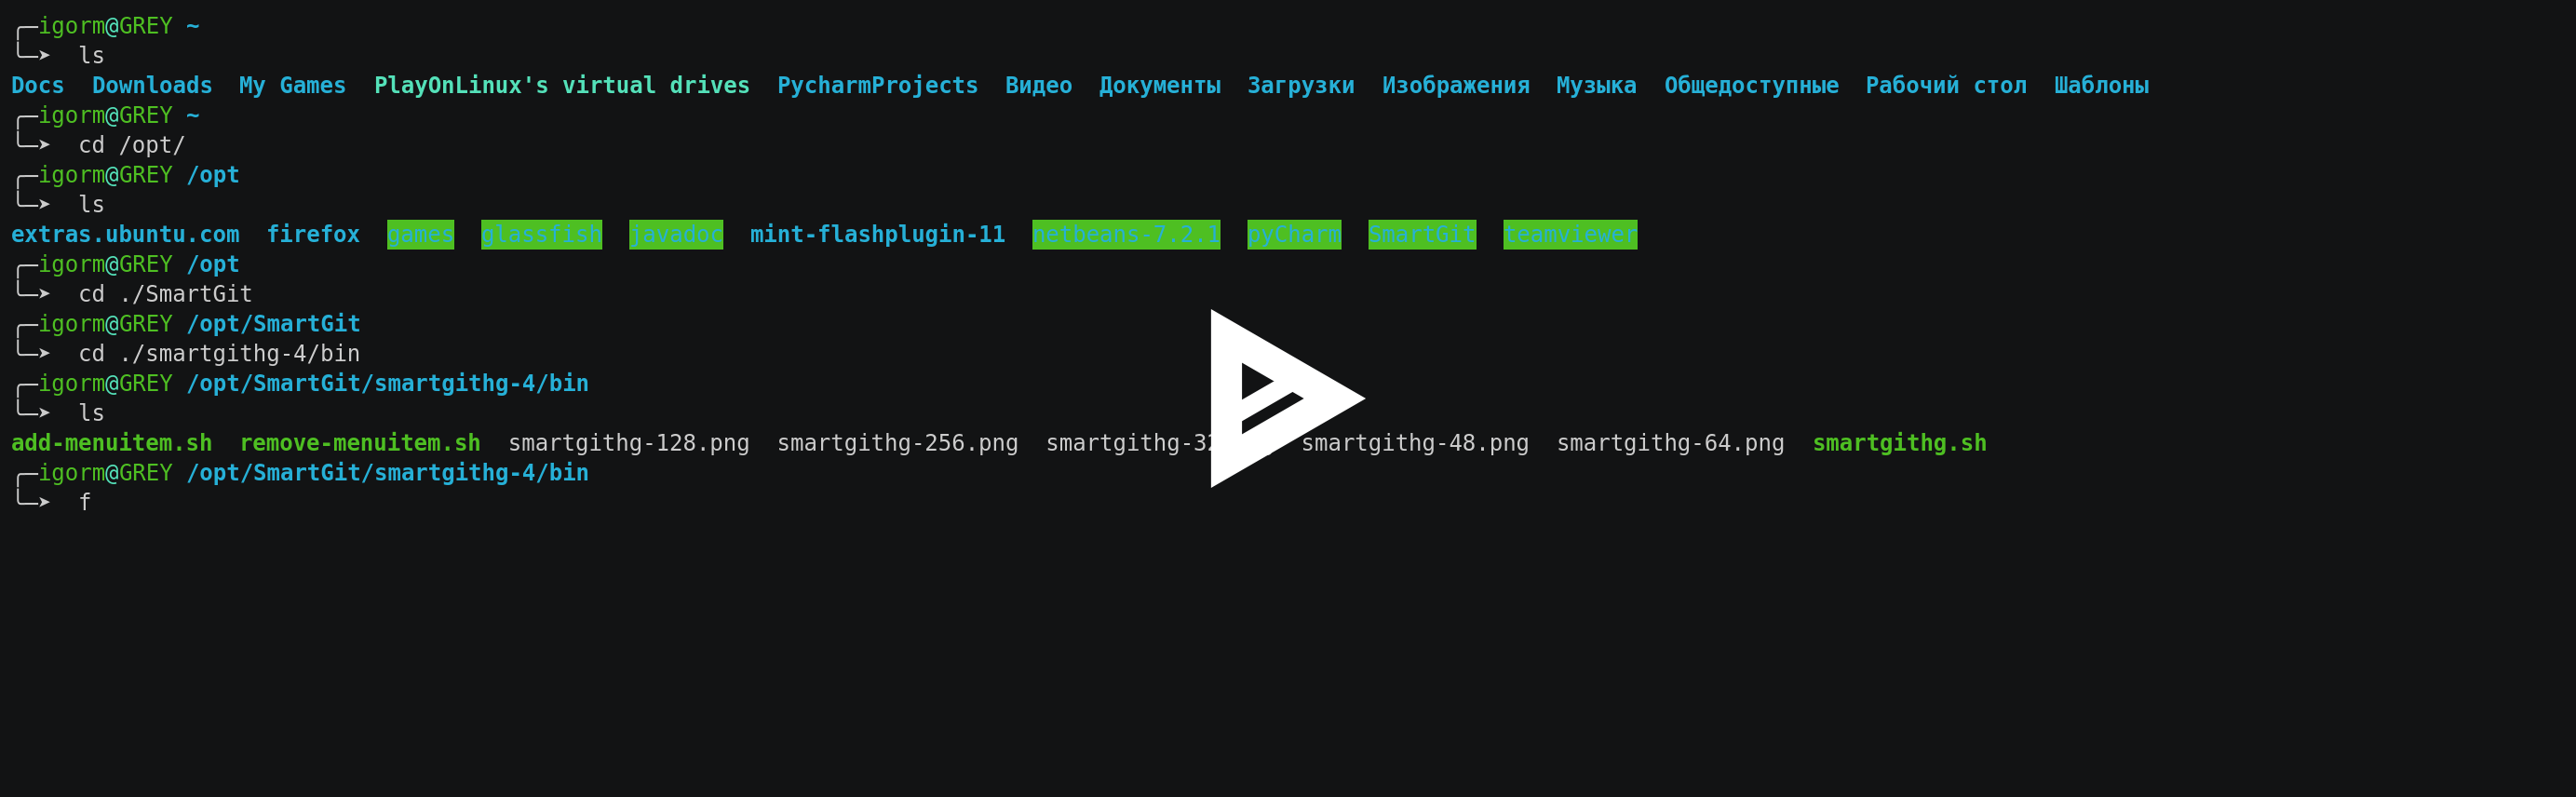 ╭─igorm@GREY ~
╰─➤  ls
Docs  Downloads  My Games  PlayOnLinux's virtual drives  PycharmProjects  Видео  Документы  Загрузки  Изображения  Музыка  Общедоступные  Рабочий стол  Шаблоны
╭─igorm@GREY ~
╰─➤  cd /opt/
╭─igorm@GREY /opt
╰─➤  ls
extras.ubuntu.com  firefox  games  glassfish  javadoc  mint-flashplugin-11  netbeans-7.2.1  pyCharm  SmartGit  teamviewer
╭─igorm@GREY /opt
╰─➤  cd ./SmartGit
╭─igorm@GREY /opt/SmartGit
╰─➤  cd ./smartgithg-4/bin
╭─igorm@GREY /opt/SmartGit/smartgithg-4/bin
╰─➤  ls
add-menuitem.sh  remove-menuitem.sh  smartgithg-128.png  smartgithg-256.png  smartgithg-48.png  smartgithg-64.png  smartgithg.sh
╭─igorm@GREY /opt/SmartGit/smartgithg-4/bin
╰─➤  f